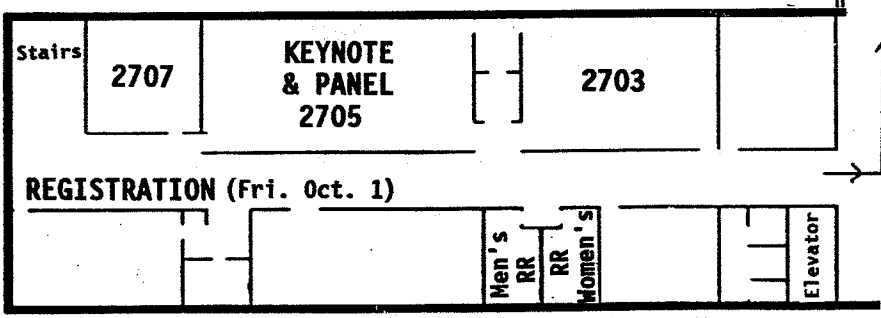 Stairs
2707
KEYNOTE
& PANEL
2705
2703
REGISTRATION (Fri. Oct. 1)
Men's
RR
RR
Women's
Elevator